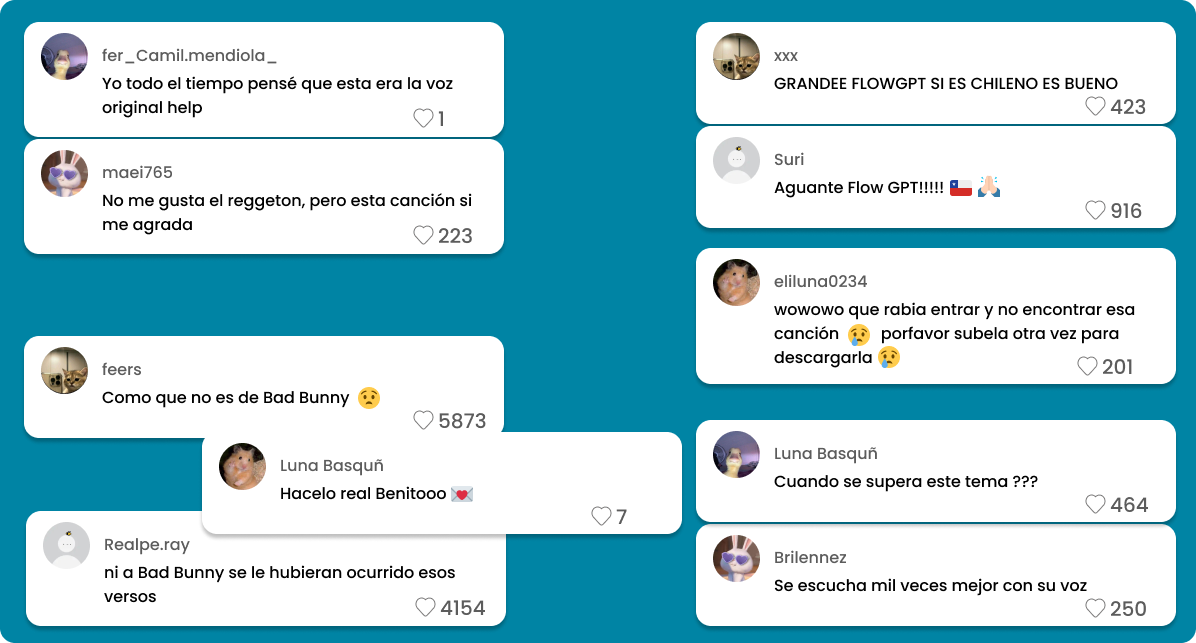 fer_Camil.mendiola_
Yo todo el tiempo pensé que esta era la voz
original help
1
maei765
No me gusta el reggeton, pero esta canción si
me agrada
223
feers
Como que no es de Bad Bunny 😟
5873
Luna Basquñ
Hacelo real Benitooo 💌
7
Realpe.ray
ni a Bad Bunny se le hubieran ocurrido esos
versos
4154
xxx
GRANDEE FLOWGPT SI ES CHILENO ES BUENO
423
Suri
Aguante Flow GPT!!!!! 🇨🇱 🙏🏻
916
eliluna0234
wowowo que rabia entrar y no encontrar esa
canción 😢 porfavor subela otra vez para
descargarla 😢
201
Luna Basquñ
Cuando se supera este tema ???
464
Brilennez
Se escucha mil veces mejor con su voz
250